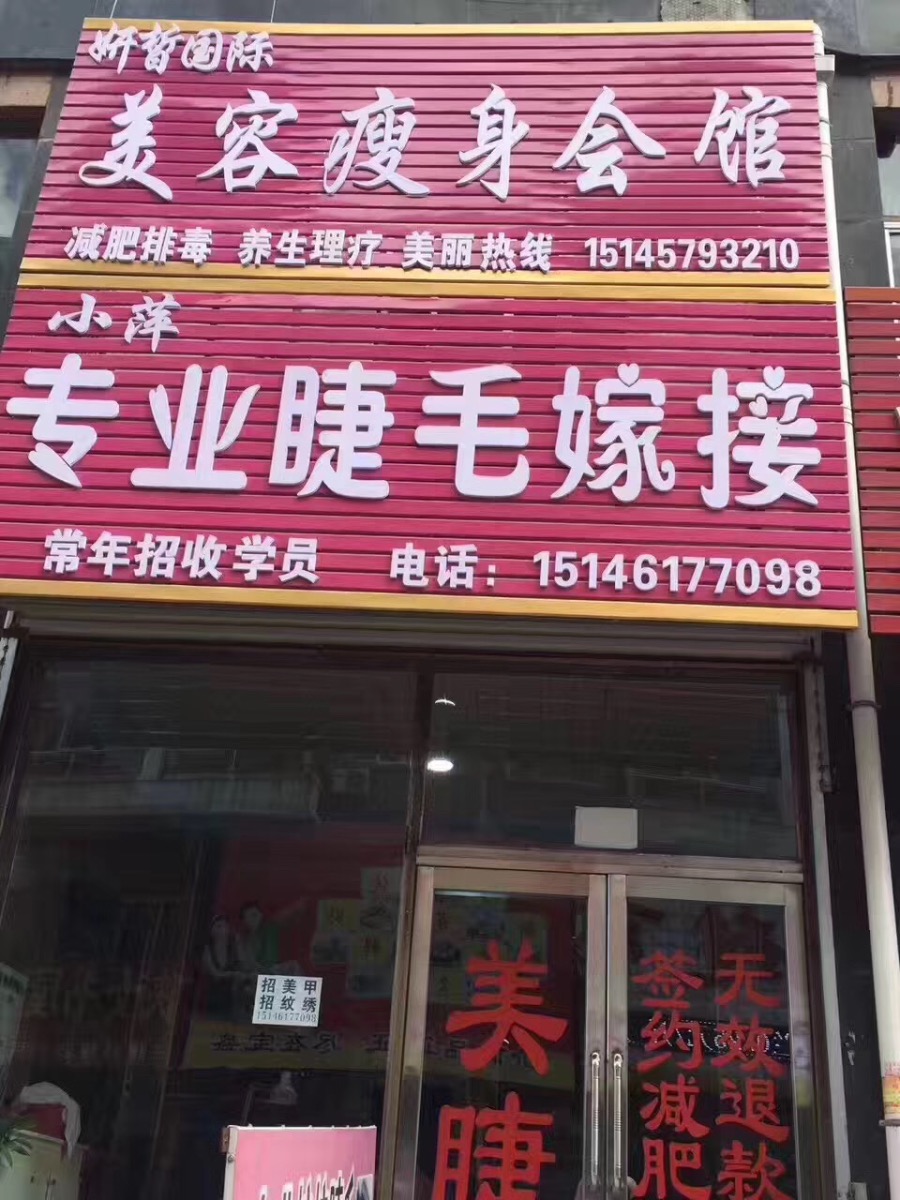 妍皙国际
美容瘦身会馆
减肥排毒 养生理疗 美丽热线 15145793210
小萍
专业睫毛嫁接
常年招收学员 电话：15146177098
招美甲
招纹绣
15146177098
美睫
签约减肥
无效退款